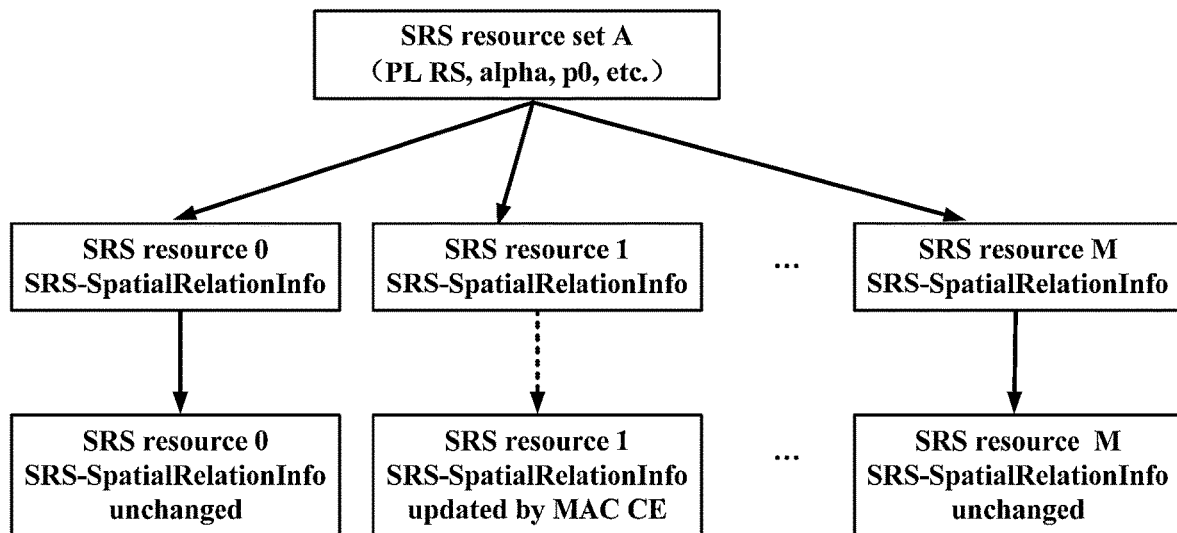 SRS resource set A
（PL RS, alpha, p0, etc.）
SRS resource 0
SRS-SpatialRelationInfo
SRS resource 1
SRS-SpatialRelationInfo
...
SRS resource M
SRS-SpatialRelationInfo
SRS resource 0
SRS-SpatialRelationInfo
unchanged
SRS resource 1
SRS-SpatialRelationInfo
updated by MAC CE
...
SRS resource M
SRS-SpatialRelationInfo
unchanged